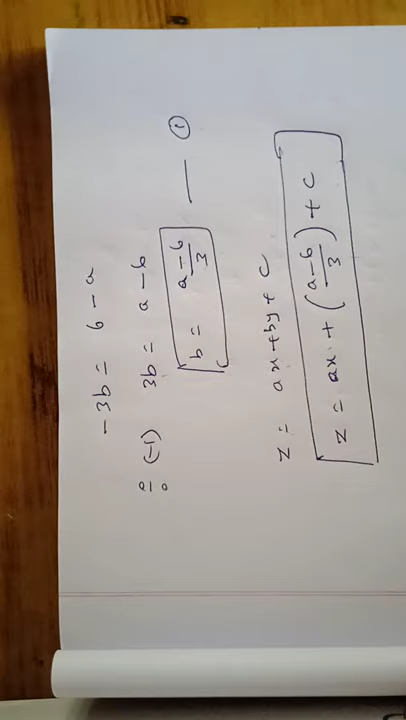 -3b = 6 - a
÷ (-1) 3b = a - 6
b = (a-6)/3 — ①
z = ax + by + c
z = ax + ((a-6)/3) + c